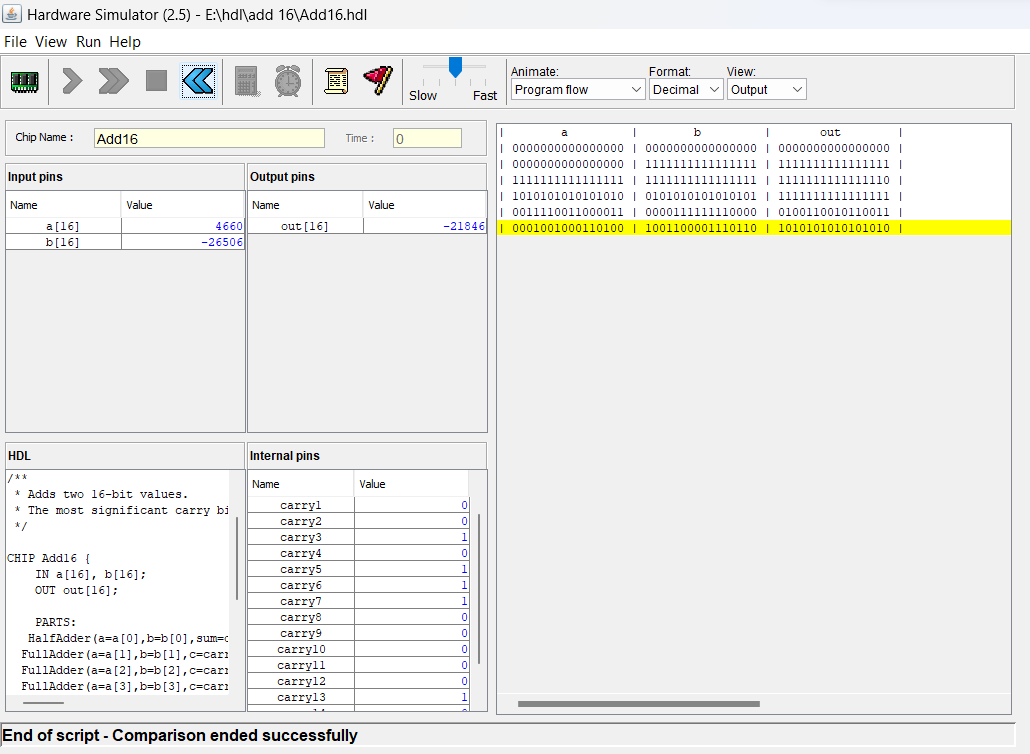 Hardware Simulator (2.5) - E:\hdl\add 16\Add16.hdl
File View Run Help
Animate: Format: View:
Slow Fast Program flow Decimal Output
Chip Name : Add16 Time : 0
Input pins
Name Value
a[16] 4660
b[16] -26506
Output pins
Name Value
out[16] -21846
HDL
/**
* Adds two 16-bit values.
* The most significant carry bi
*/
CHIP Add16 {
IN a[16], b[16];
OUT out[16];
PARTS:
HalfAdder(a=a[0],b=b[0],sum=o
FullAdder(a=a[1],b=b[1],c=carr
FullAdder(a=a[2],b=b[2],c=carr
FullAdder(a=a[3],b=b[3],c=carr
Internal pins
Name Value
carry1 0
carry2 0
carry3 1
carry4 0
carry5 1
carry6 1
carry7 1
carry8 0
carry9 0
carry10 0
carry11 0
carry12 0
carry13 1
| a | b | out |
| 0000000000000000 | 0000000000000000 | 0000000000000000 |
| 0000000000000000 | 1111111111111111 | 1111111111111111 |
| 1111111111111111 | 1111111111111111 | 1111111111111110 |
| 1010101010101010 | 0101010101010101 | 1111111111111111 |
| 0011110011000011 | 0000111111110000 | 0100110010110011 |
| 0001001000110100 | 1001100001110110 | 1010101010101010 |
End of script - Comparison ended successfully